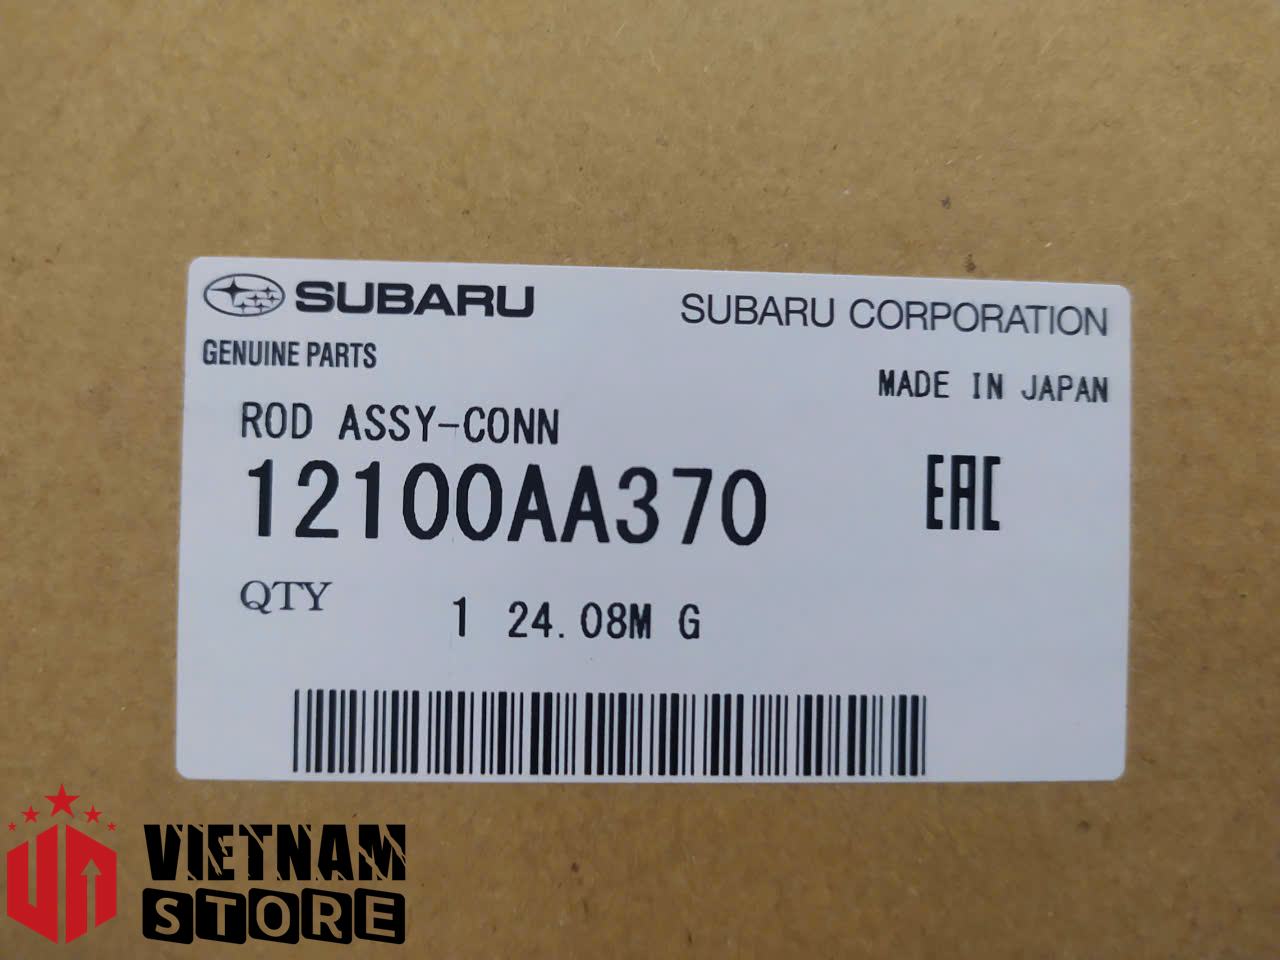 SUBARU
SUBARU CORPORATION
GENUINE PARTS
MADE IN JAPAN
ROD ASSY-CONN
12100AA370
EAC
QTY
1 24.08M G
VIETNAM
STORE